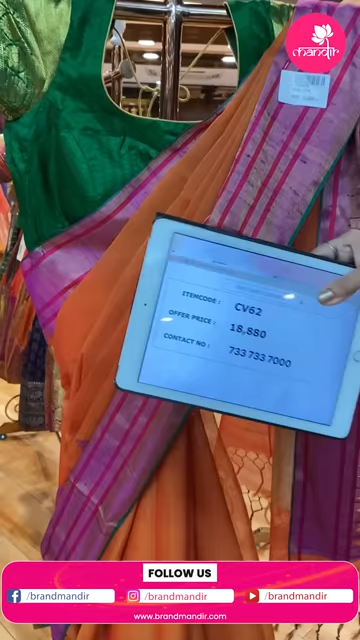 mandir
ITEMCODE : CV62
OFFER PRICE : 18,880
CONTACT NO : 733 733 7000
FOLLOW US
/brandmandir /brandmandir /brandmandir
www.brandmandir.com